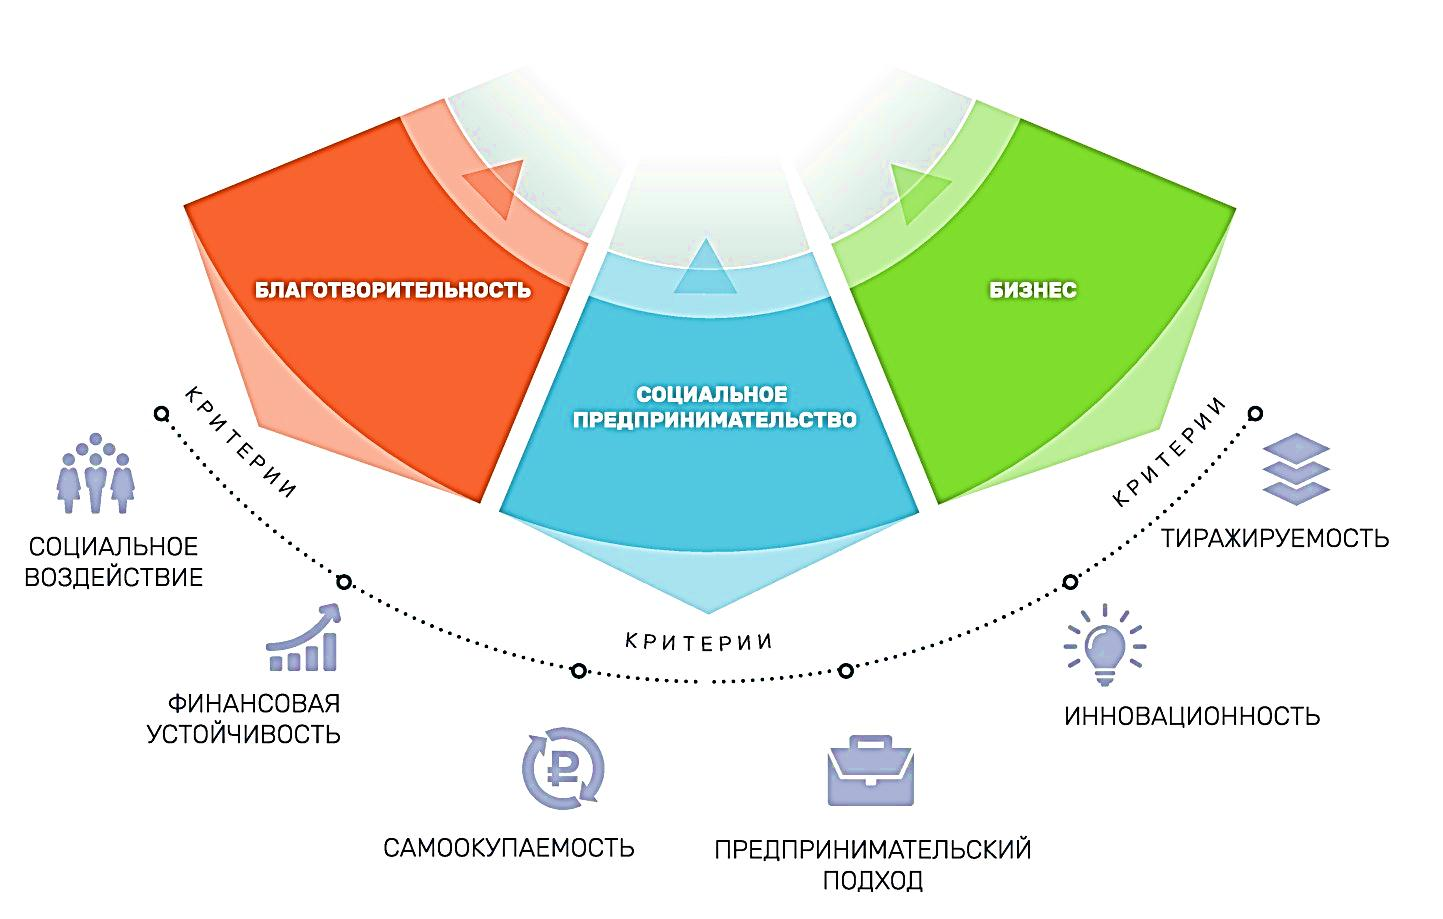 БЛАГОТВОРИТЕЛЬНОСТЬ
СОЦИАЛЬНОЕ
ПРЕДПРИНИМАТЕЛЬСТВО
БИЗНЕС
КРИТЕРИИ
КРИТЕРИИ
КРИТЕРИИ
СОЦИАЛЬНОЕ
ВОЗДЕЙСТВИЕ
ФИНАНСОВАЯ
УСТОЙЧИВОСТЬ
САМООКУПАЕМОСТЬ
ПРЕДПРИНИМАТЕЛЬСКИЙ
ПОДХОД
ИННОВАЦИОННОСТЬ
ТИРАЖИРУЕМОСТЬ